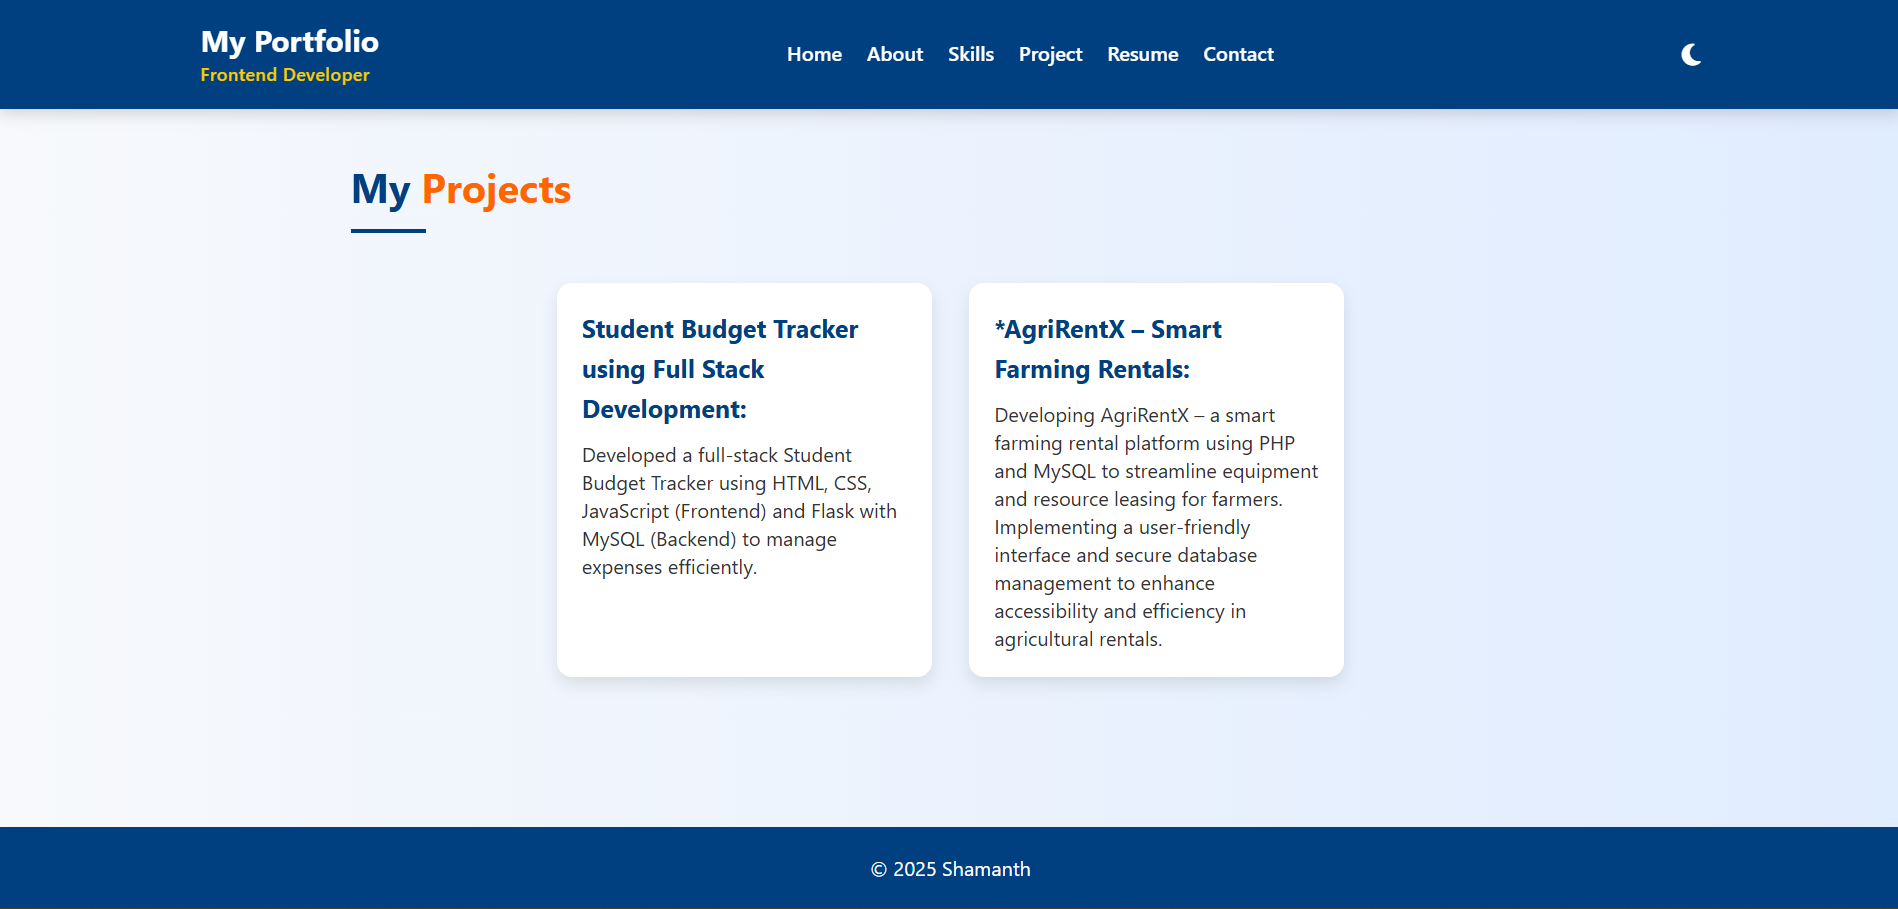 My Portfolio
Frontend Developer
Home About Skills Project Resume Contact
My Projects
Student Budget Tracker
using Full Stack
Development:
Developed a full-stack Student
Budget Tracker using HTML, CSS,
JavaScript (Frontend) and Flask with
MySQL (Backend) to manage
expenses efficiently.
*AgriRentX – Smart
Farming Rentals:
Developing AgriRentX – a smart
farming rental platform using PHP
and MySQL to streamline equipment
and resource leasing for farmers.
Implementing a user-friendly
interface and secure database
management to enhance
accessibility and efficiency in
agricultural rentals.
© 2025 Shamanth